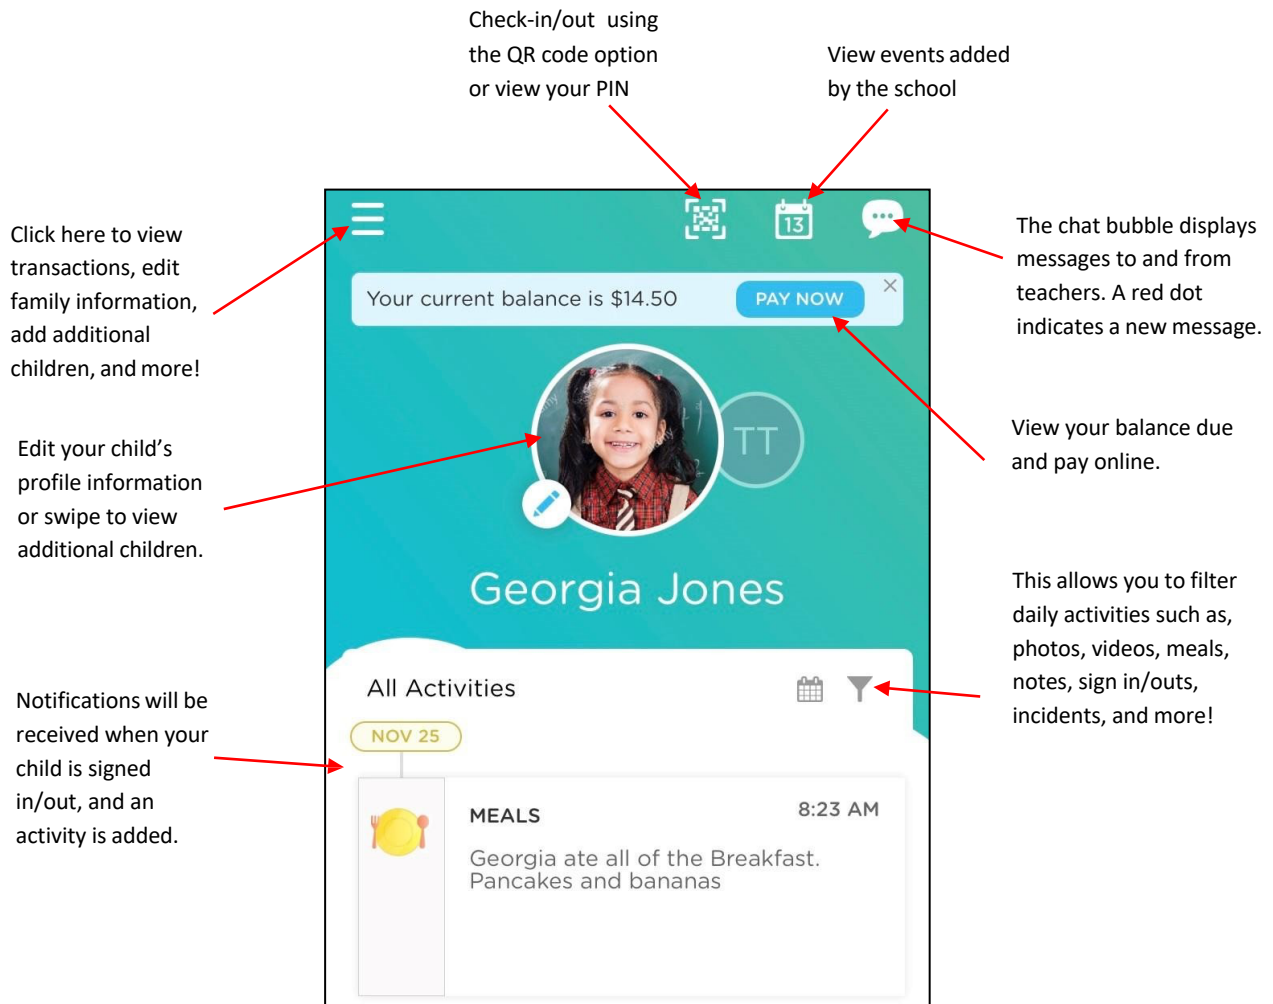 Check-in/out using
the QR code option
or view your PIN
View events added
by the school
Click here to view
transactions, edit
family information,
add additional
children, and more!
The chat bubble displays
messages to and from
teachers. A red dot
indicates a new message.
13
Your current balance is $14.50
PAY NOW
TT
View your balance due
and pay online.
Edit your child’s
profile information
or swipe to view
additional children.
Georgia Jones
This allows you to filter
daily activities such as,
photos, videos, meals,
notes, sign in/outs,
incidents, and more!
All Activities
NOV 25
Notifications will be
received when your
child is signed
in/out, and an
activity is added.
MEALS
8:23 AM
Georgia ate all of the Breakfast.
Pancakes and bananas